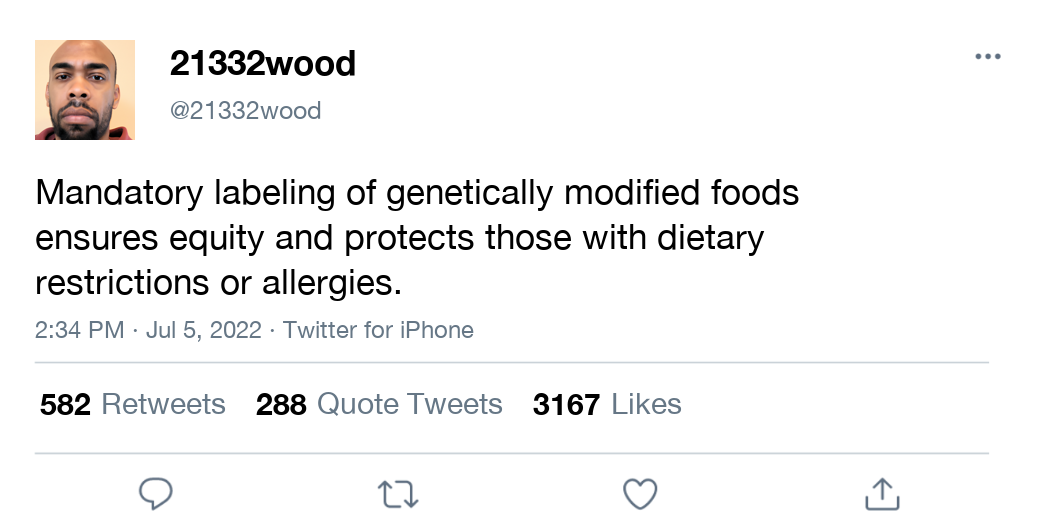 21332wood
@21332wood
Mandatory labeling of genetically modified foods
ensures equity and protects those with dietary
restrictions or allergies.
2:34 PM · Jul 5, 2022 · Twitter for iPhone
582 Retweets 288 Quote Tweets 3167 Likes